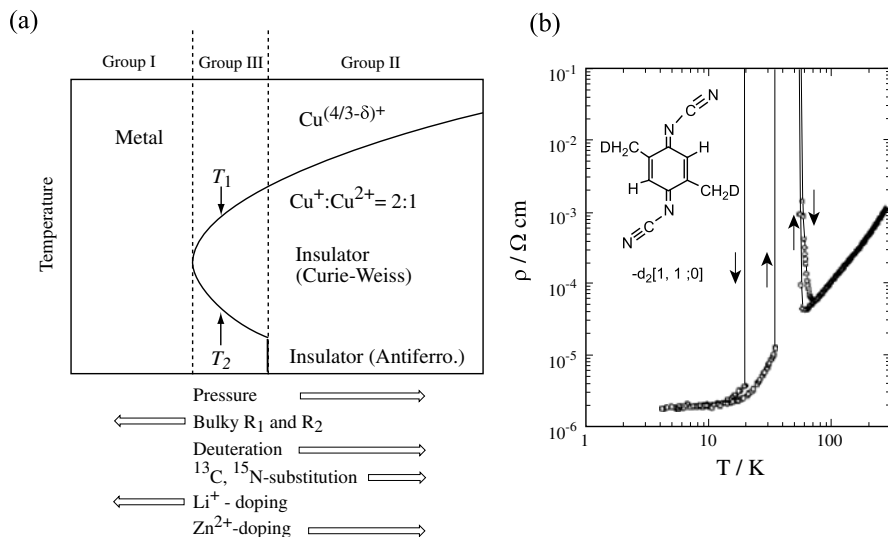 (a)
Group I
Group III
Group II
Temperature
Metal
Cu(4/3-δ)+
T1
Cu+:Cu2+= 2:1
Insulator
(Curie-Weiss)
T2
Insulator (Antiferro.)
Pressure
Bulky R1 and R2
Deuteration
13C, 15N-substitution
Li+ - doping
Zn2+-doping
(b)
ρ / Ω cm
10-1
10-2
10-3
10-4
10-5
10-6
1
10
100
T / K
N
C
N
DH2C
H
H
CH2D
N
C
N
-d2[1, 1 ;0]